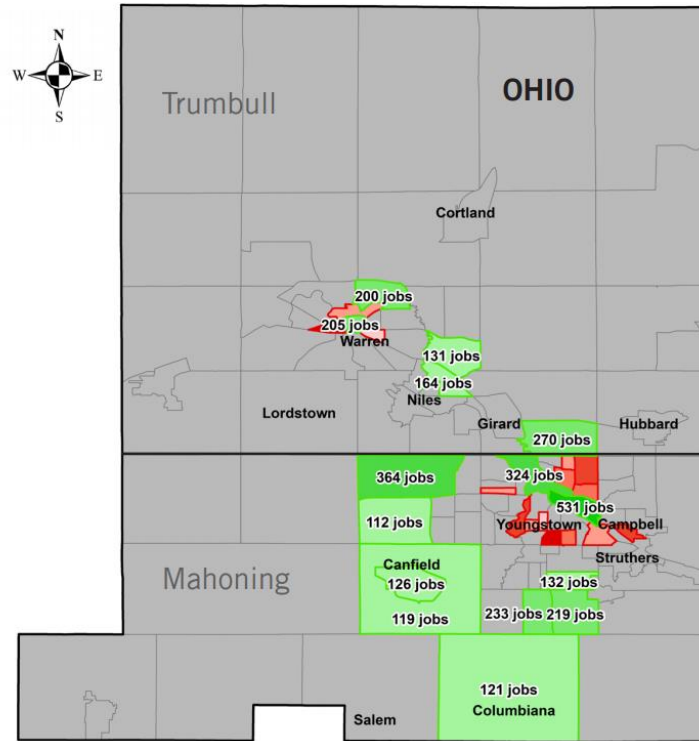 N
W E
S
Trumbull
OHIO
Cortland
200 jobs
205 jobs
Warren
131 jobs
164 jobs
Niles
Lordstown
Girard
Hubbard
270 jobs
364 jobs
324 jobs
531 jobs
112 jobs
Youngstown
Campbell
Struthers
Mahoning
Canfield
126 jobs
132 jobs
119 jobs
233 jobs
219 jobs
121 jobs
Columbiana
Salem